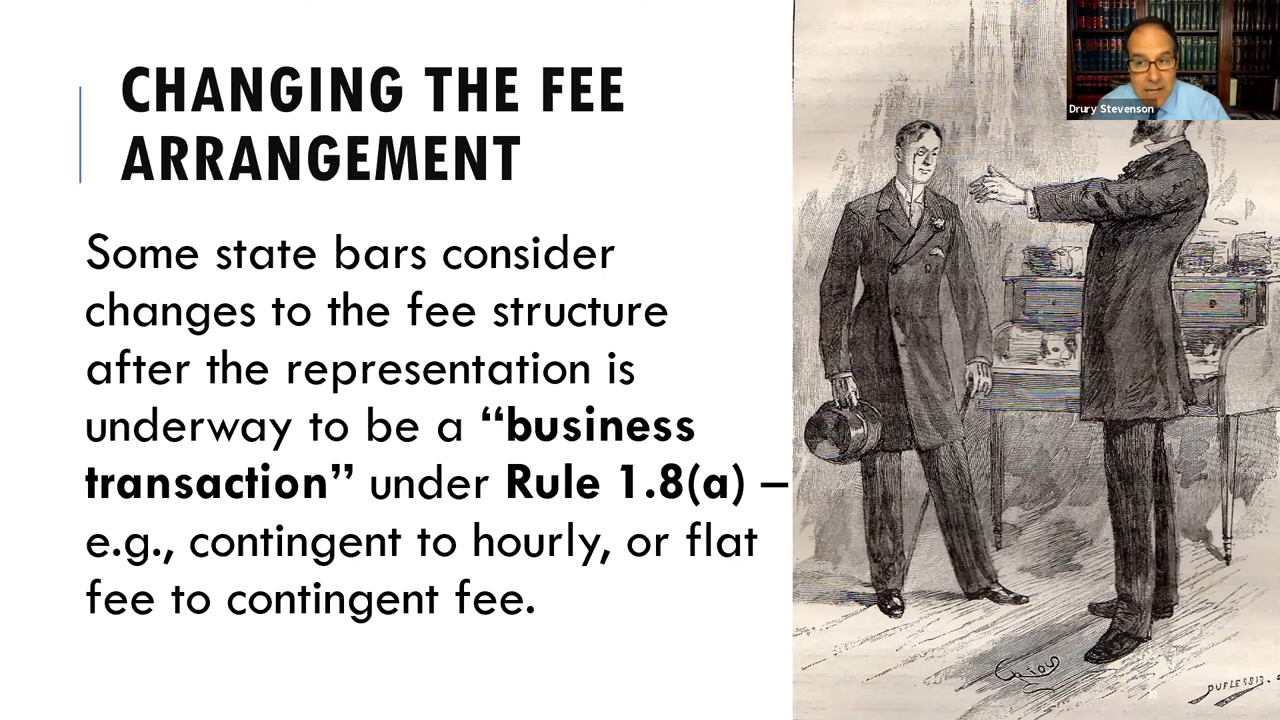 CHANGING THE FEE
ARRANGEMENT
Some state bars consider
changes to the fee structure
after the representation is
underway to be a “business
transaction” under Rule 1.8(a) –
e.g., contingent to hourly, or flat
fee to contingent fee.
Drury Stevenson
DUPLESSIS.